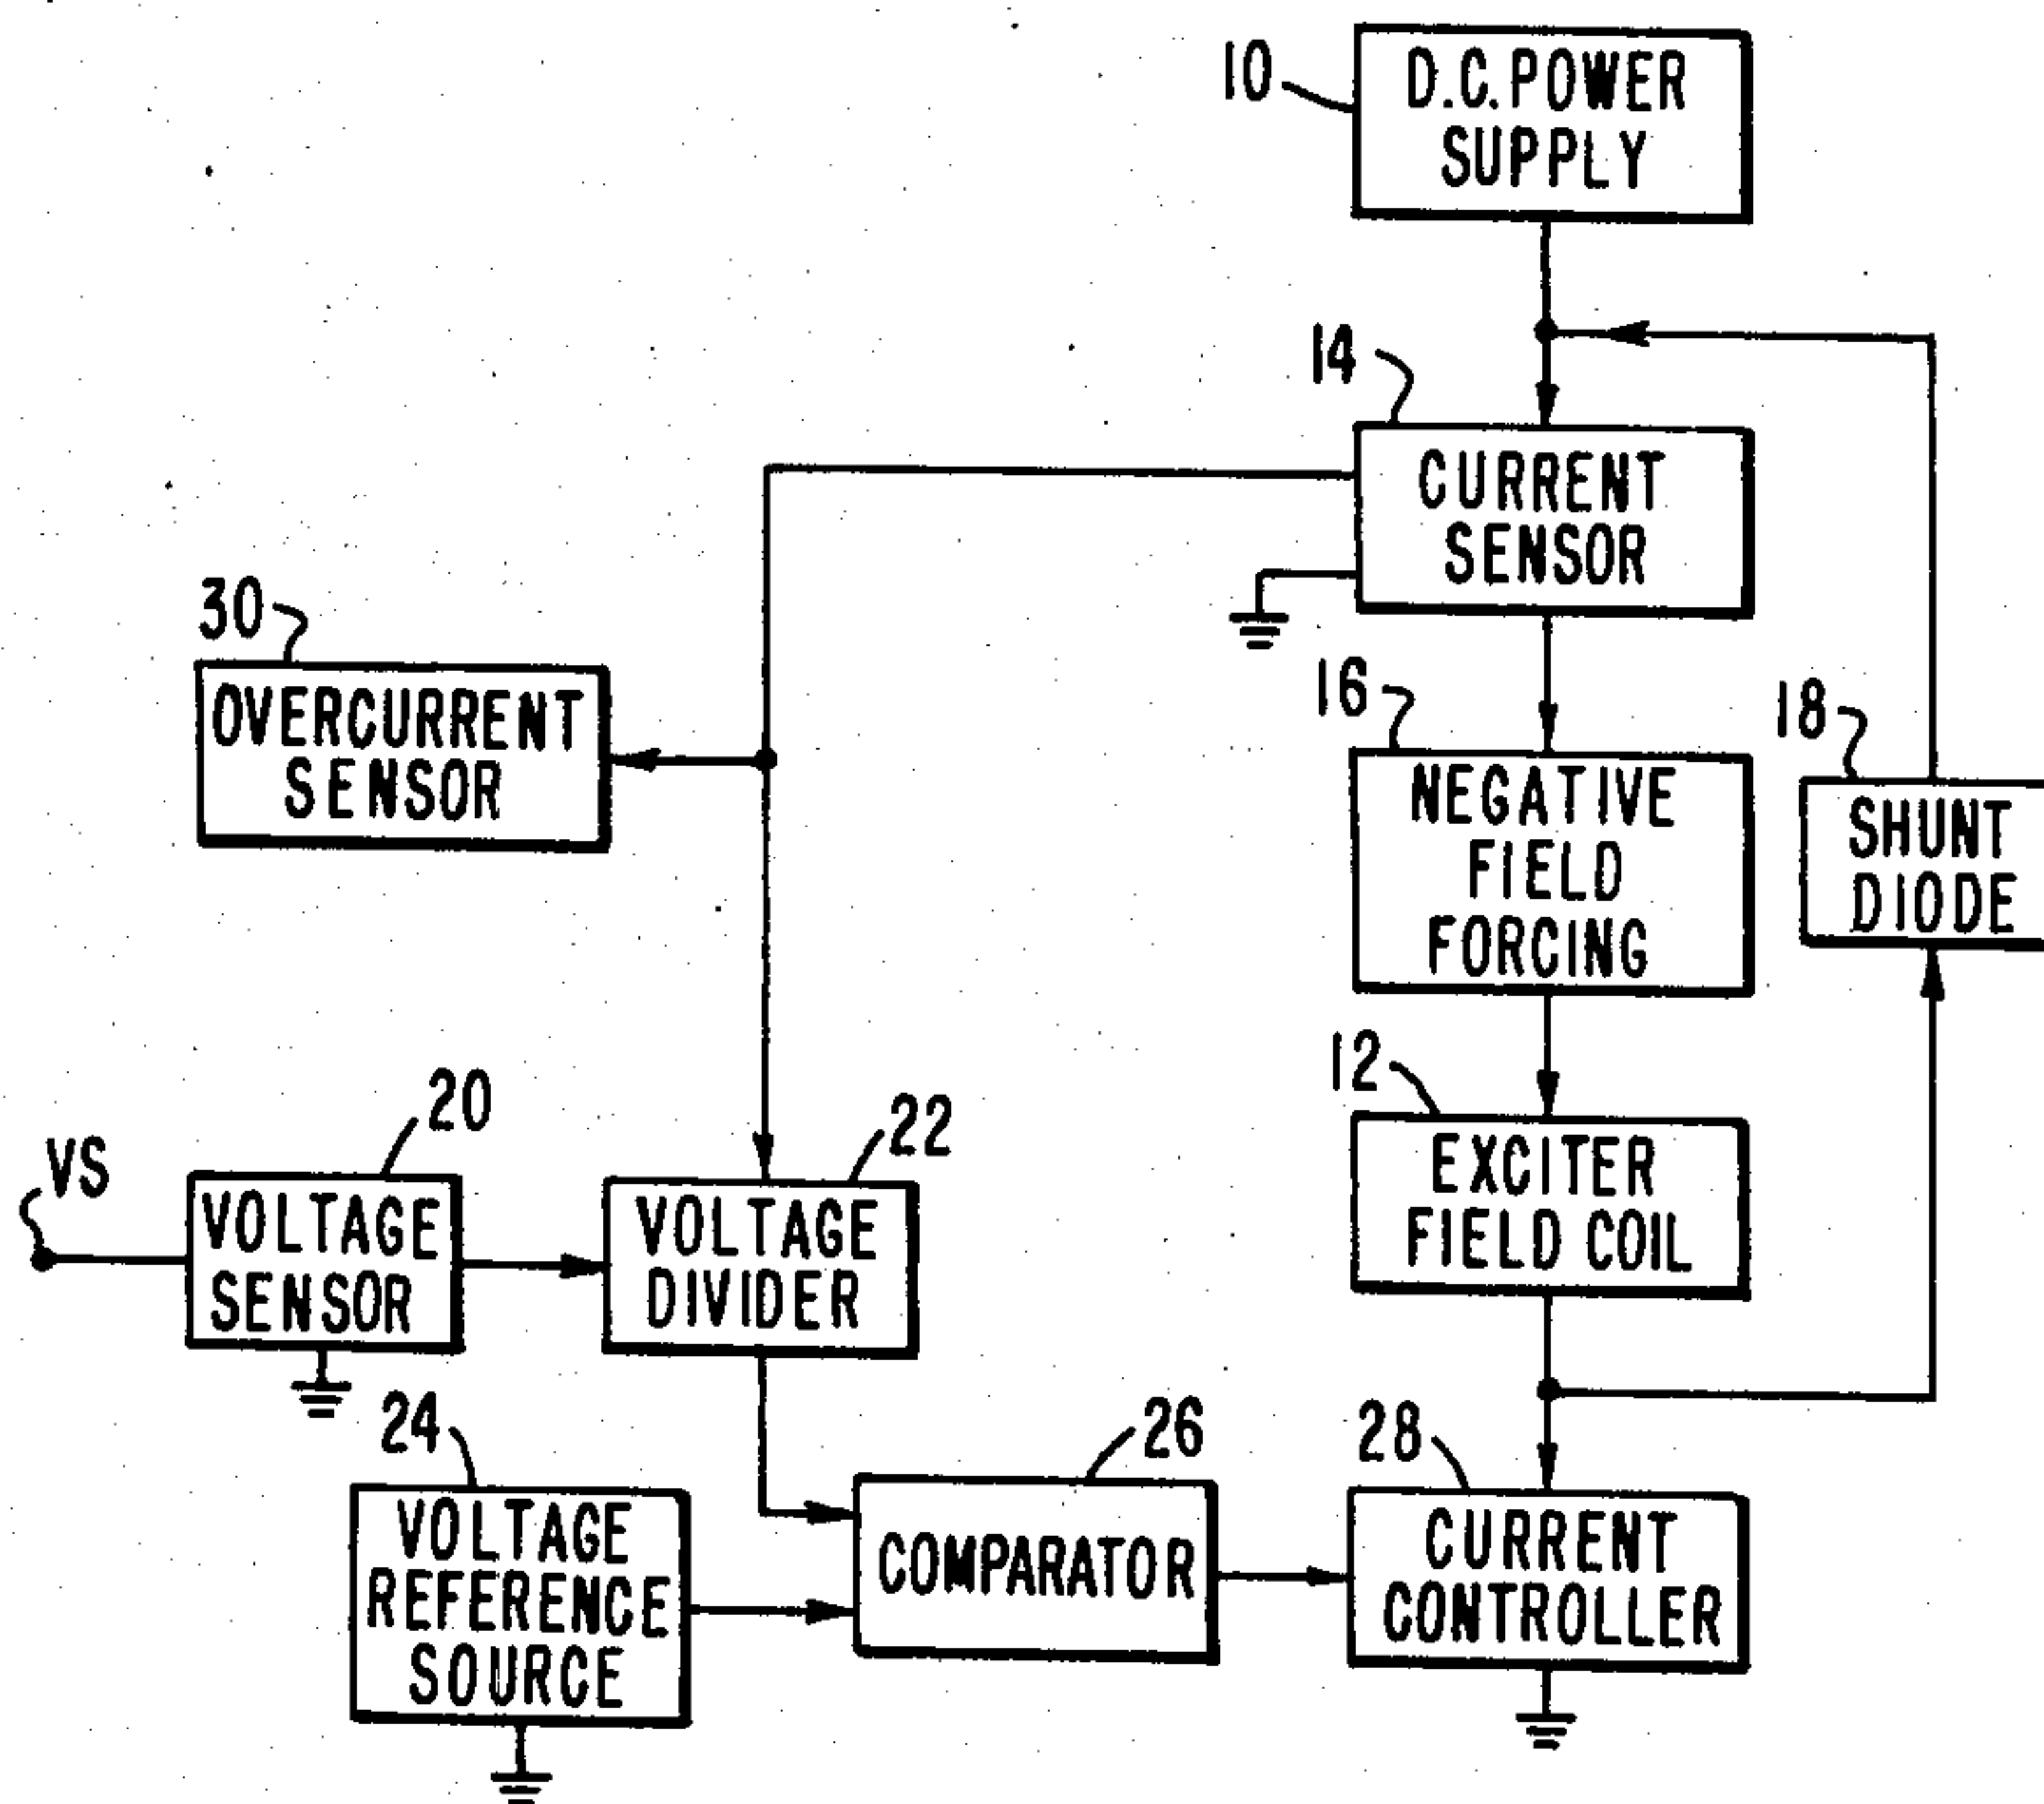 10
D.C. POWER
SUPPLY
14
CURRENT
SENSOR
30
OVERCURRENT
SENSOR
16
NEGATIVE
FIELD
FORCING
18
SHUNT
DIODE
12
EXCITER
FIELD COIL
VS
20
VOLTAGE
SENSOR
22
VOLTAGE
DIVIDER
24
VOLTAGE
REFERENCE
SOURCE
26
COMPARATOR
28
CURRENT
CONTROLLER